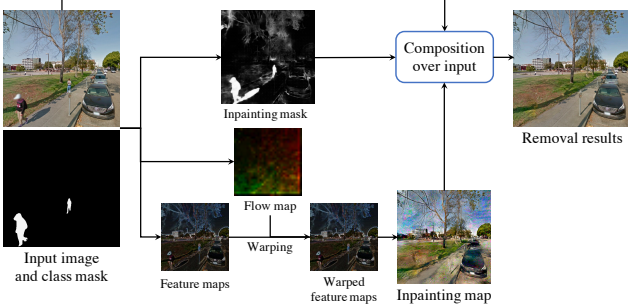 Composition
over input
Inpainting mask
Removal results
Flow map
Warping
Input image
and class mask
Feature maps
Warped
feature maps
Inpainting map